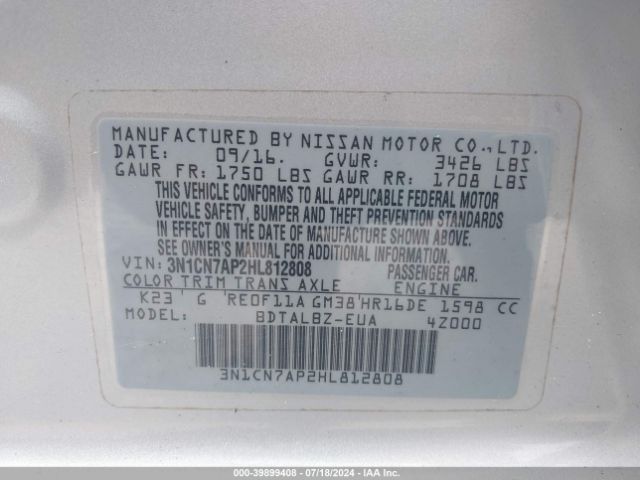 MANUFACTURED BY NISSAN MOTOR CO., LTD.
DATE: 09/16. GVWR: 3426 LBS
GAWR FR: 1750 LBS GAWR RR: 1708 LBS
THIS VEHICLE CONFORMS TO ALL APPLICABLE FEDERAL MOTOR
VEHICLE SAFETY, BUMPER AND THEFT PREVENTION STANDARDS
IN EFFECT ON THE DATE OF MANUFACTURE SHOWN ABOVE.
SEE OWNER'S MANUAL FOR ADDITIONAL INFORMATION.
VIN: 3N1CN7AP2HL812808 PASSENGER CAR.
COLOR TRIM TRANS AXLE ENGINE
K23 G RE0F11A GM38 HR16DE 1598 CC
MODEL: BDTALBZ-EUA 4Z000
3N1CN7AP2HL812808
000-39899408 | 07/18/2024 | IAA Inc.